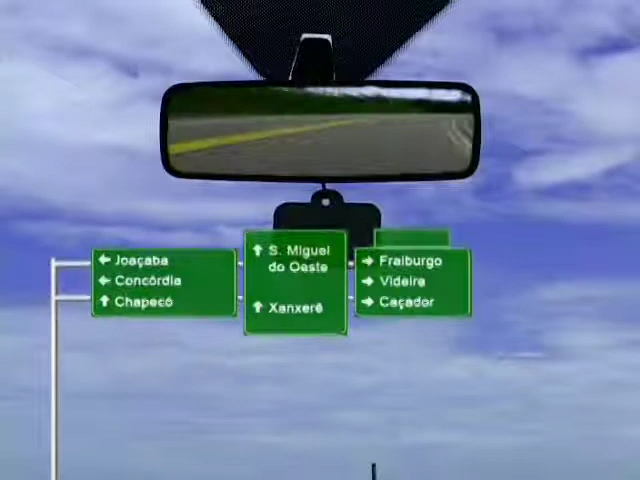 ← Joaçaba
← Concórdia
↑ Chapecó
↑ S. Miguel
do Oeste
↑ Xanxerê
→ Fraiburgo
→ Videira
→ Caçador